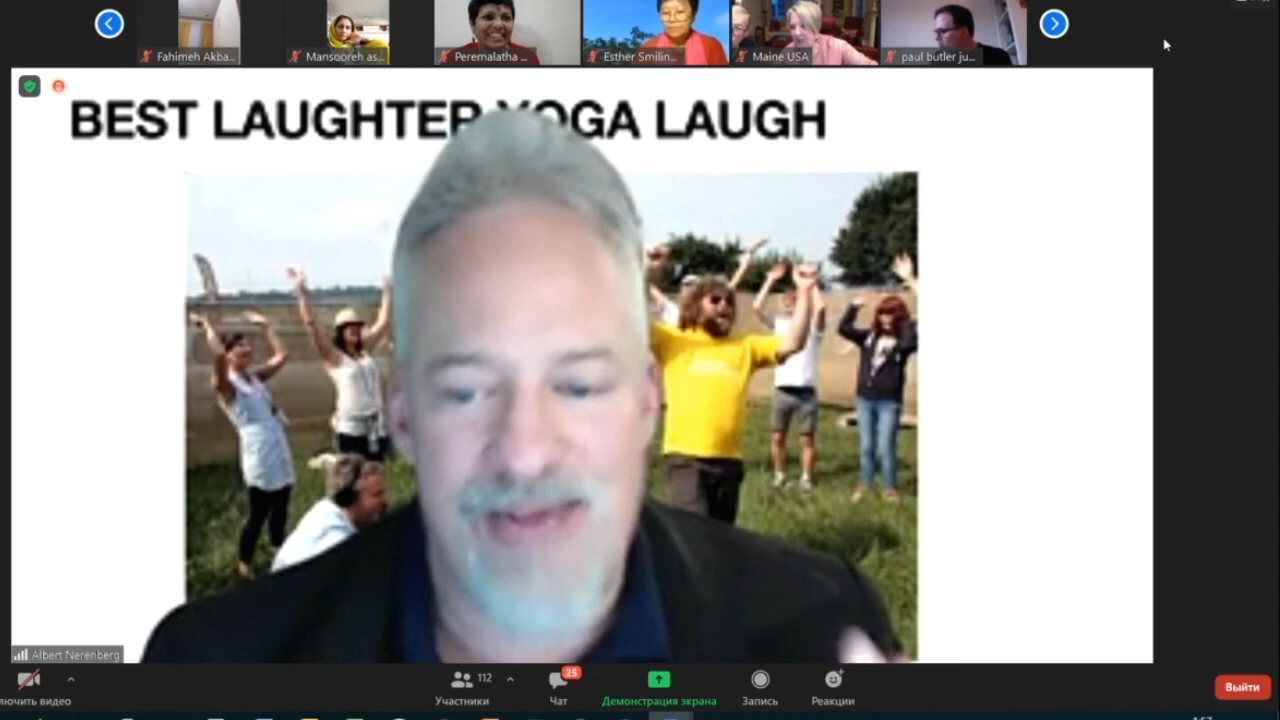 Fahimeh Akba...
Mansooreh as...
Peremalatha ...
Esther Smilin...
Maine USA
paul butler ju...
BEST LAUGHTER YOGA LAUGH
Albert Nerenberg
112
25
лючить видео
Участники
Чат
Демонстрация экрана
Запись
Реакции
Выйти